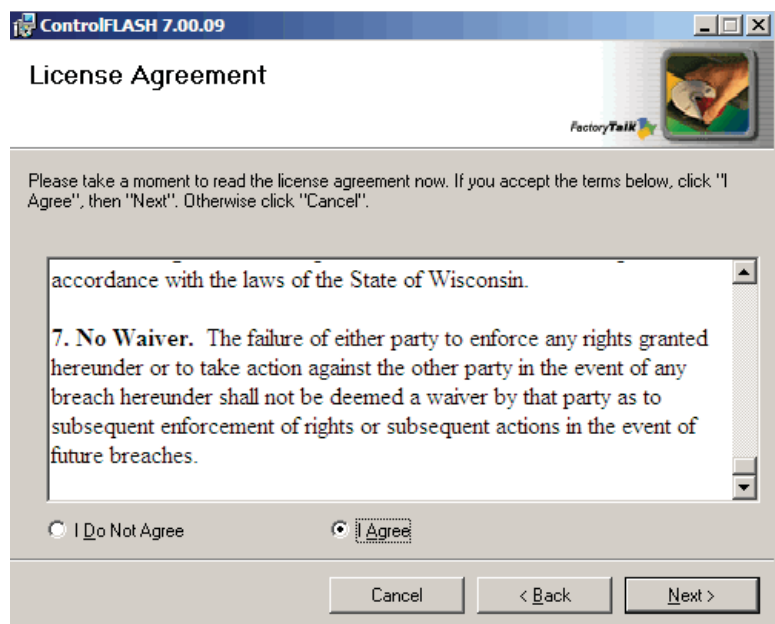 ControlFLASH 7.00.09
License Agreement
FactoryTalk
Please take a moment to read the license agreement now. If you accept the terms below, click "I
Agree", then "Next". Otherwise click "Cancel".
accordance with the laws of the State of Wisconsin.
7. No Waiver. The failure of either party to enforce any rights granted
hereunder or to take action against the other party in the event of any
breach hereunder shall not be deemed a waiver by that party as to
subsequent enforcement of rights or subsequent actions in the event of
future breaches.
I Do Not Agree I Agree
Cancel < Back Next >